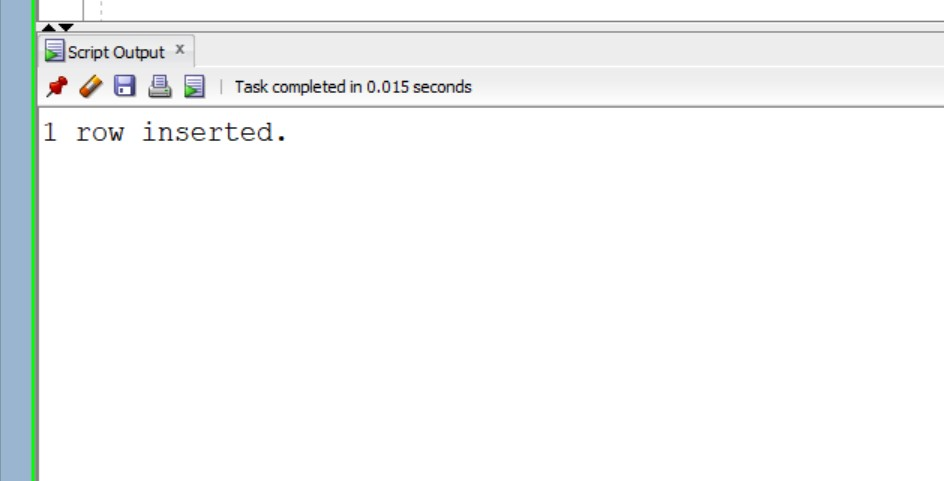 Script Output x
Task completed in 0.015 seconds
1 row inserted.